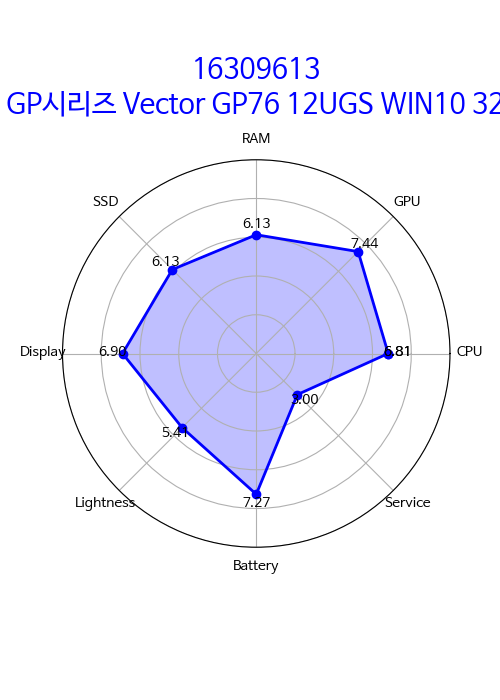 16309613
GP시리즈 Vector GP76 12UGS WIN10 32
RAM
SSD
GPU
6.13
7.44
6.13
Display
6.90
6.81
CPU
3.00
5.41
Lightness
7.27
Service
Battery